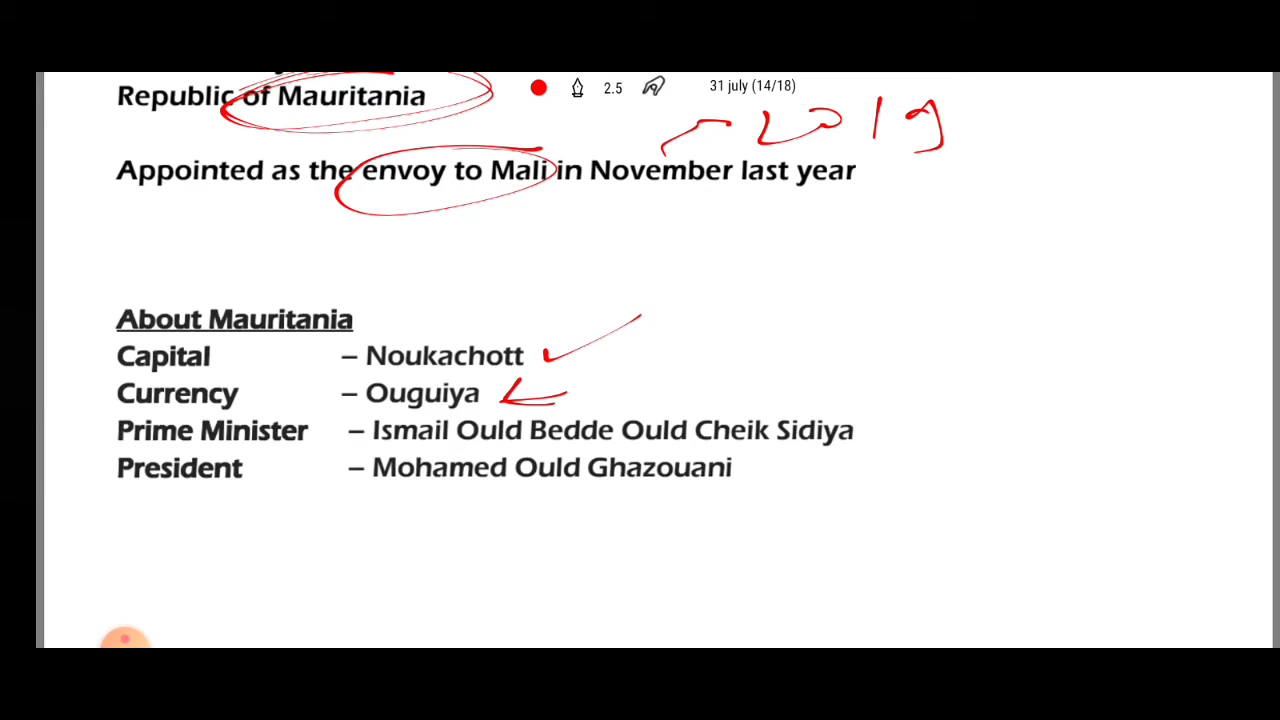 Republic of Mauritania
2.5
31 july (14/18)
2019
Appointed as the envoy to Mali in November last year
About Mauritania
Capital – Noukachott
Currency – Ouguiya
Prime Minister – Ismail Ould Bedde Ould Cheik Sidiya
President – Mohamed Ould Ghazouani